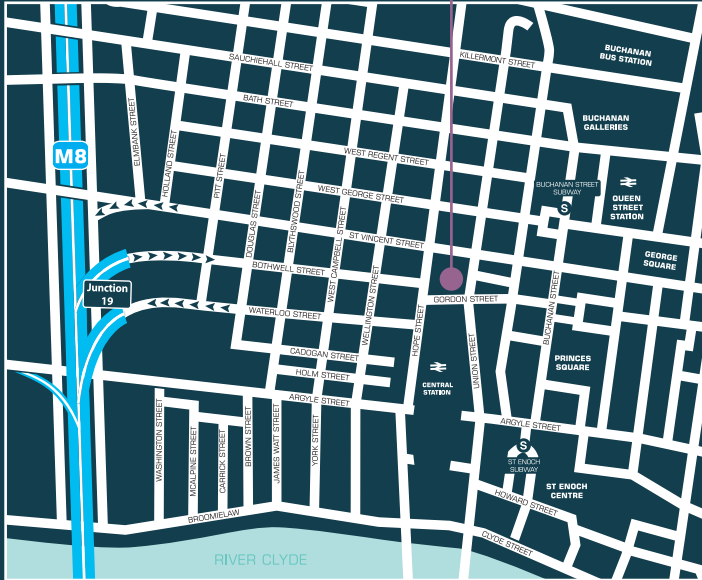 SAUCHIEHALL STREET
KILLERMONT STREET
BUCHANAN
BUS STATION
BATH STREET
ELMBANK STREET
HOLLAND STREET
BUCHANAN
GALLERIES
M8
WEST REGENT STREET
PITT STREET
DOUGLAS STREET
BLYTHSWOOD STREET
WEST GEORGE STREET
BUCHANAN STREET
SUBWAY
S
QUEEN
STREET
STATION
WEST CAMPBELL STREET
ST VINCENT STREET
WELLINGTON STREET
GEORGE
SQUARE
BOTHWELL STREET
Junction
19
GORDON STREET
WATERLOO STREET
HOPE STREET
UNION STREET
BUCHANAN STREET
CADOGAN STREET
HOLM STREET
CENTRAL
STATION
PRINCES
SQUARE
ARGYLE STREET
ARGYLE STREET
WASHINGTON STREET
MCALPINE STREET
CARRICK STREET
BROWN STREET
JAMES WATT STREET
YORK STREET
S
ST ENOCH
SUBWAY
ST ENOCH
CENTRE
HOWARD STREET
BROOMIELAW
CLYDE STREET
RIVER CLYDE